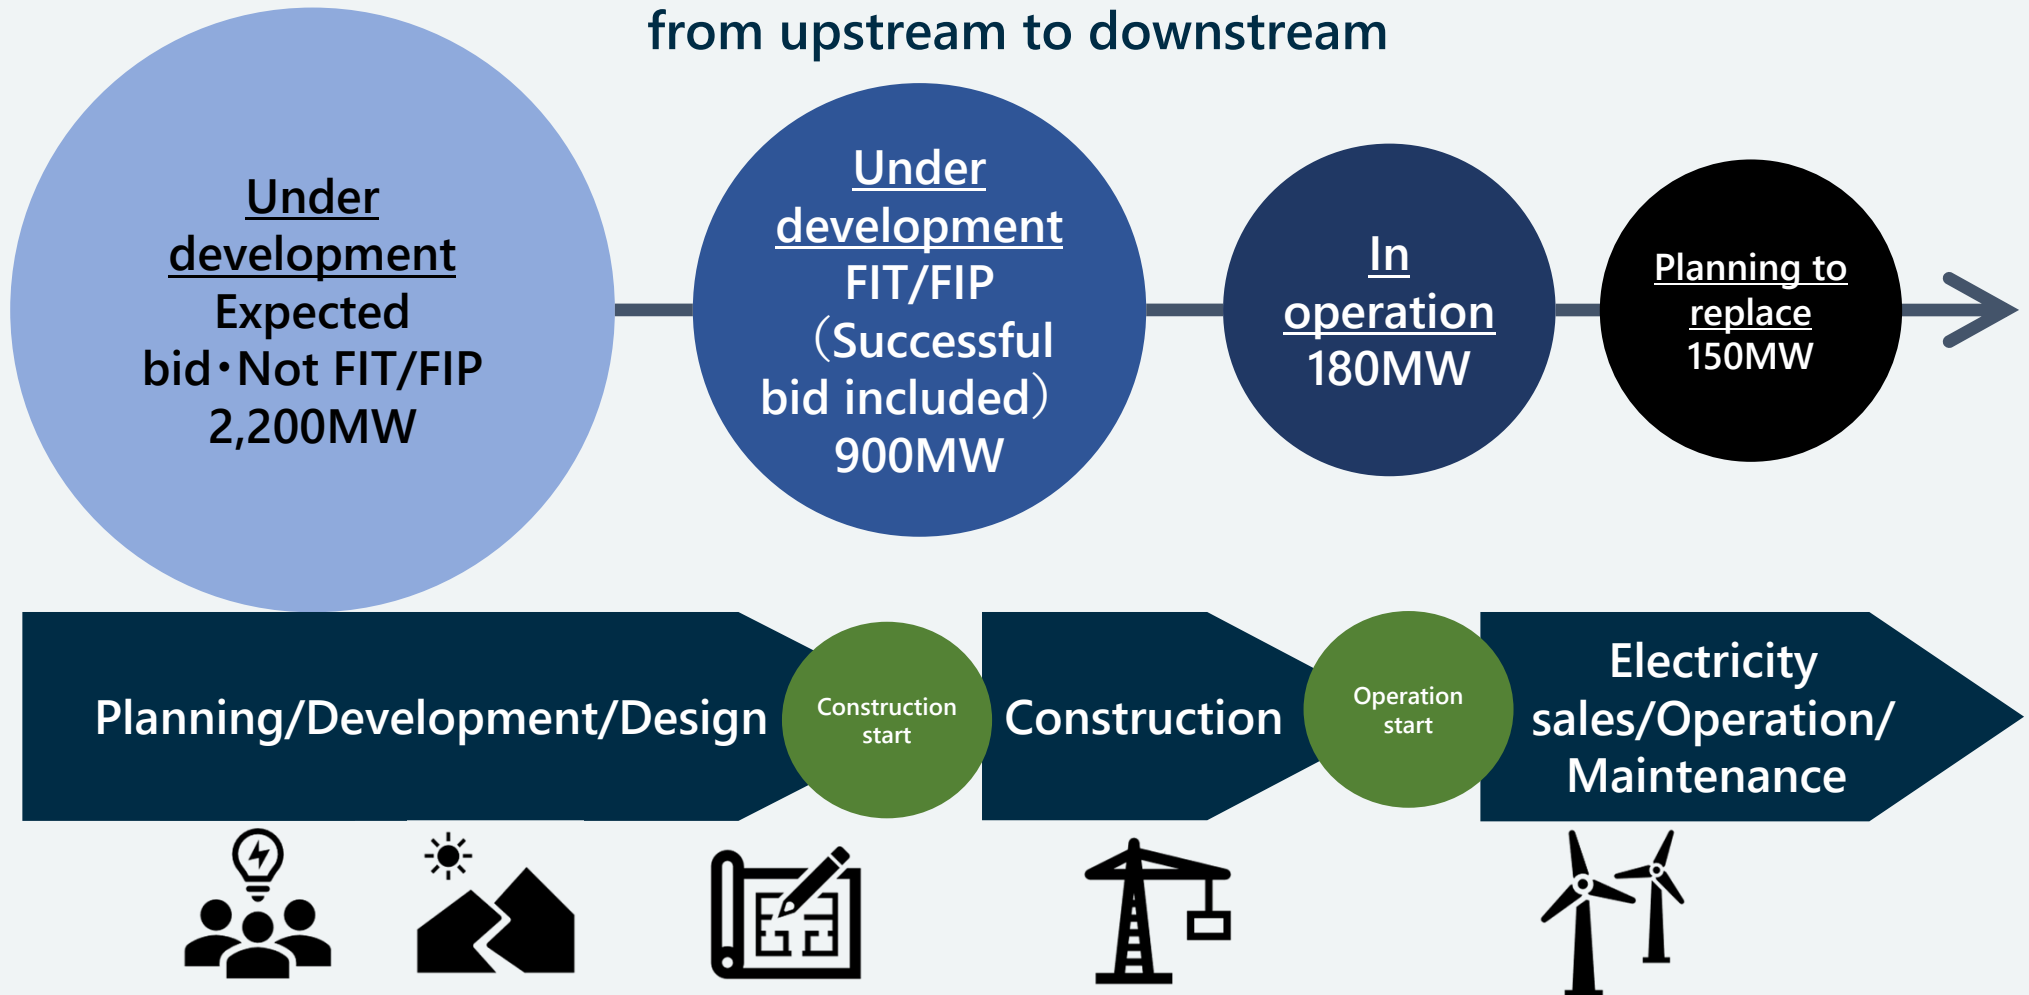 from upstream to downstream
Under
development
Expected
bid・Not FIT/FIP
2,200MW
Under
development
FIT/FIP
（Successful
bid included）
900MW
In
operation
180MW
Planning to
replace
150MW
Planning/Development/Design
Construction
start
Construction
Operation
start
Electricity
sales/Operation/
Maintenance